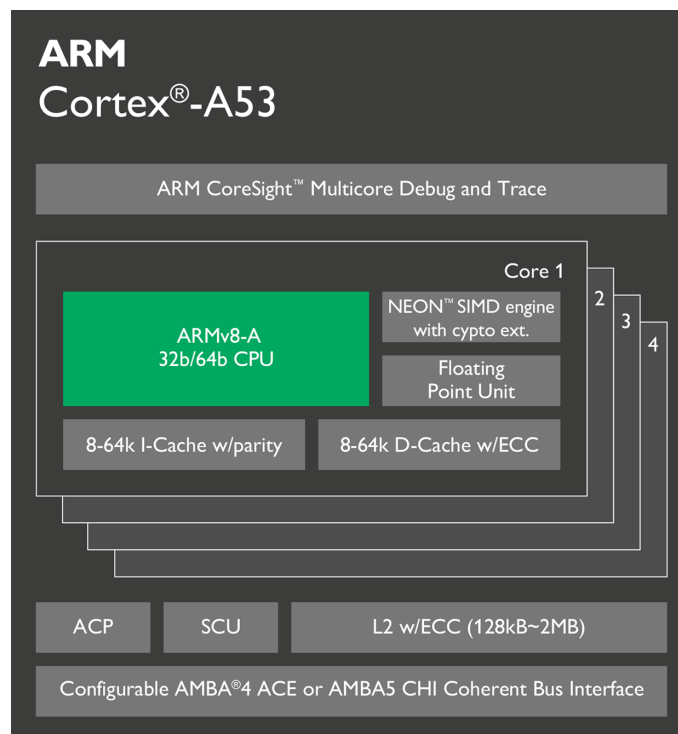 ARM
Cortex®-A53
ARM CoreSight™ Multicore Debug and Trace
Core 1
2
3
4
ARMv8-A
32b/64b CPU
NEON™ SIMD engine
with cypto ext.
Floating
Point Unit
8-64k I-Cache w/parity
8-64k D-Cache w/ECC
ACP
SCU
L2 w/ECC (128kB~2MB)
Configurable AMBA®4 ACE or AMBA5 CHI Coherent Bus Interface